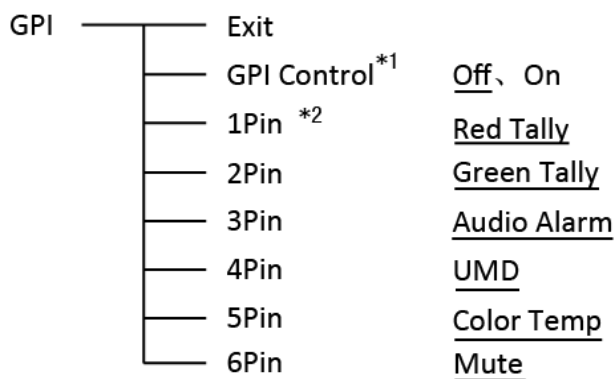 GPI Exit
GPI Control*1 Off、On
1Pin *2 Red Tally
2Pin Green Tally
3Pin Audio Alarm
4Pin UMD
5Pin Color Temp
6Pin Mute